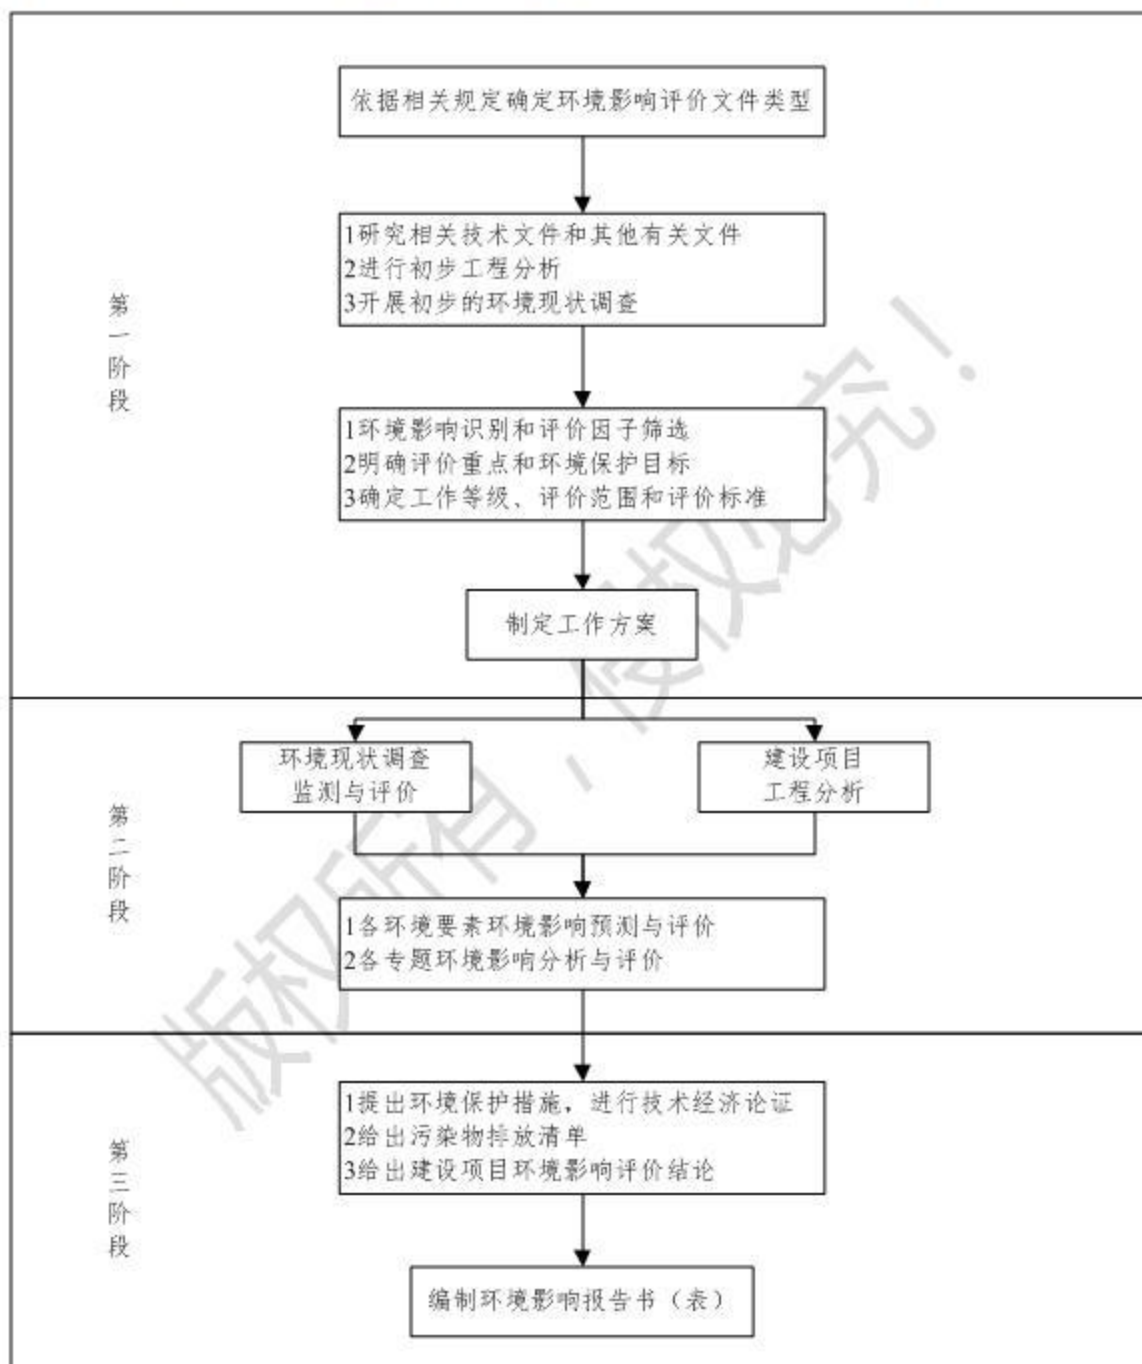 依据相关规定确定环境影响评价文件类型
1研究相关技术文件和其他有关文件
2进行初步工程分析
3开展初步的环境现状调查
第一阶段
1环境影响识别和评价因子筛选
2明确评价重点和环境保护目标
3确定工作等级、评价范围和评价标准
制定工作方案
环境现状调查
监测与评价
建设项目
工程分析
第二阶段
1各环境要素环境影响预测与评价
2各专题环境影响分析与评价
1提出环境保护措施，进行技术经济论证
2给出污染物排放清单
3给出建设项目环境影响评价结论
第三阶段
编制环境影响报告书（表）
版权所有，侵权必究！